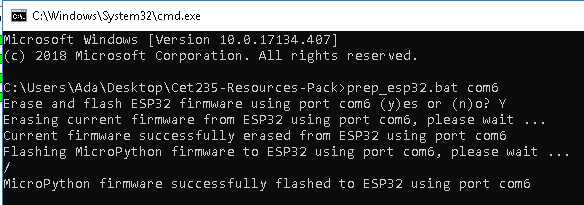 C:\Windows\System32\cmd.exe
Microsoft Windows [Version 10.0.17134.407]
(c) 2018 Microsoft Corporation. All rights reserved.
C:\Users\Ada\Desktop\Cet235-Resources-Pack>prep_esp32.bat com6
Erase and flash ESP32 firmware using port com6 (y)es or (n)o? Y
Erasing current firmware from ESP32 using port com6, please wait ...
Current firmware successfully erased from ESP32 using port com6
Flashing MicroPython firmware to ESP32 using port com6, please wait ...
/
MicroPython firmware successfully flashed to ESP32 using port com6